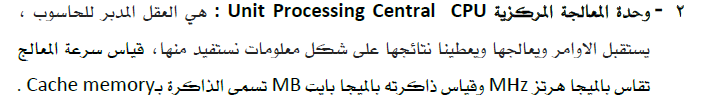 ٢ - وحدة المعالجة المركزية Unit Processing Central CPU : هي العقل المدبر للحاسوب ،
يستقبل الاوامر ويعالجها ويعطينا نتائجها على شكل معلومات نستفيد منها، قياس سرعة المعالج
تقاس بالميجا هرتز MHz وقياس ذاكرته بالميجا بايت MB تسمى الذاكرة بـCache memory .